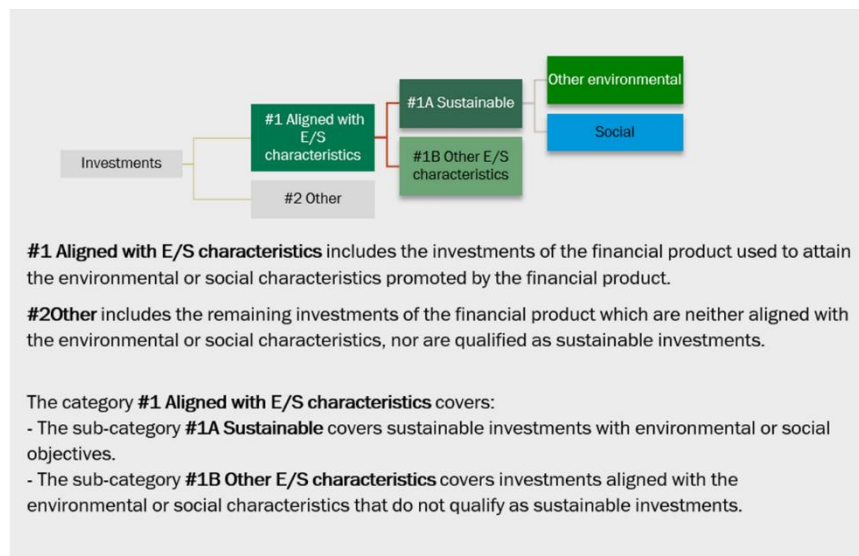 Other environmental
#1A Sustainable
#1 Aligned with
E/S
characteristics
Social
#1B Other E/S
characteristics
Investments
#2 Other
#1 Aligned with E/S characteristics includes the investments of the financial product used to attain
the environmental or social characteristics promoted by the financial product.
#2Other includes the remaining investments of the financial product which are neither aligned with
the environmental or social characteristics, nor are qualified as sustainable investments.
The category #1 Aligned with E/S characteristics covers:
- The sub-category #1A Sustainable covers sustainable investments with environmental or social
objectives.
- The sub-category #1B Other E/S characteristics covers investments aligned with the
environmental or social characteristics that do not qualify as sustainable investments.